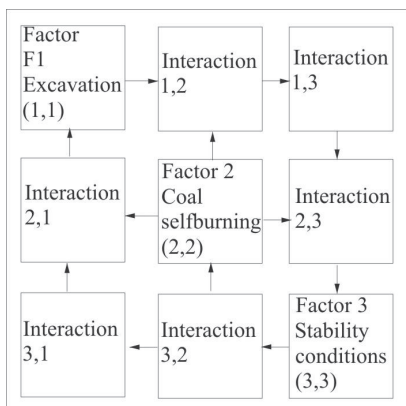 Factor
F1
Excavation
(1,1)
Interaction
1,2
Interaction
1,3
Interaction
2,1
Factor 2
Coal
selfburning
(2,2)
Interaction
2,3
Interaction
3,1
Interaction
3,2
Factor 3
Stability
conditions
(3,3)